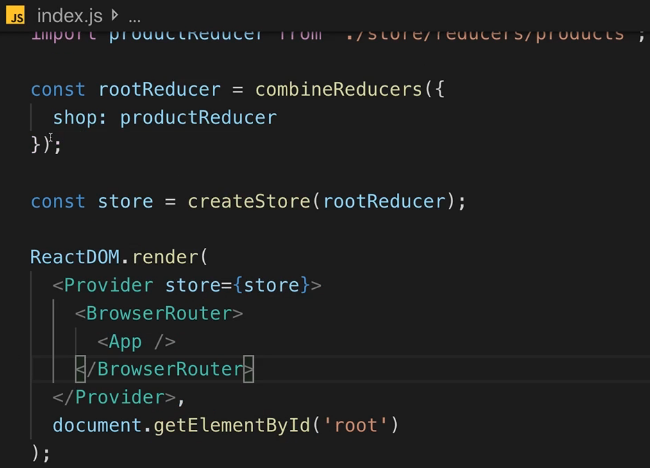 JS index.js > ...
import productReducer from './store/reducers/products';
const rootReducer = combineReducers({
  shop: productReducer
});
const store = createStore(rootReducer);
ReactDOM.render(
  <Provider store={store}>
    <BrowserRouter>
      <App />
    </BrowserRouter>
  </Provider>,
  document.getElementById('root')
);